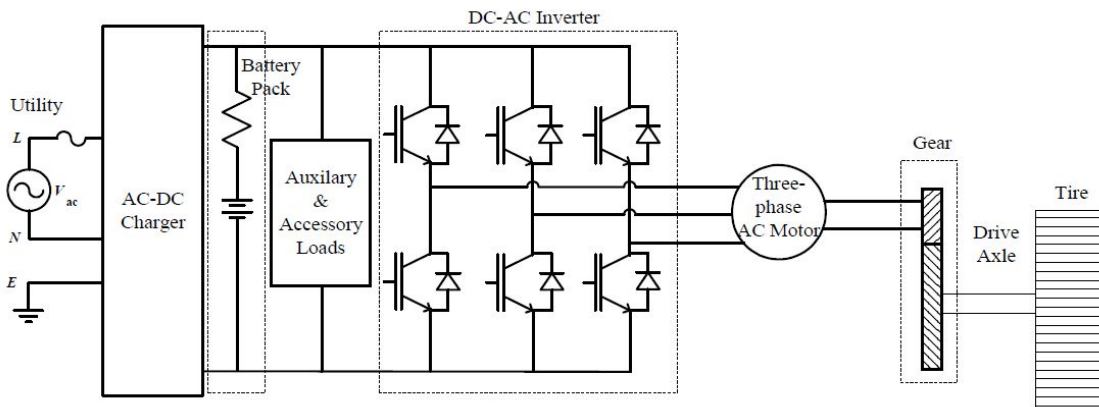 DC-AC Inverter
Battery
Pack
Utility
L
V ac
N
E
AC-DC
Charger
Auxilary
&
Accessory
Loads
Three-
phase
AC Motor
Gear
Drive
Axle
Tire